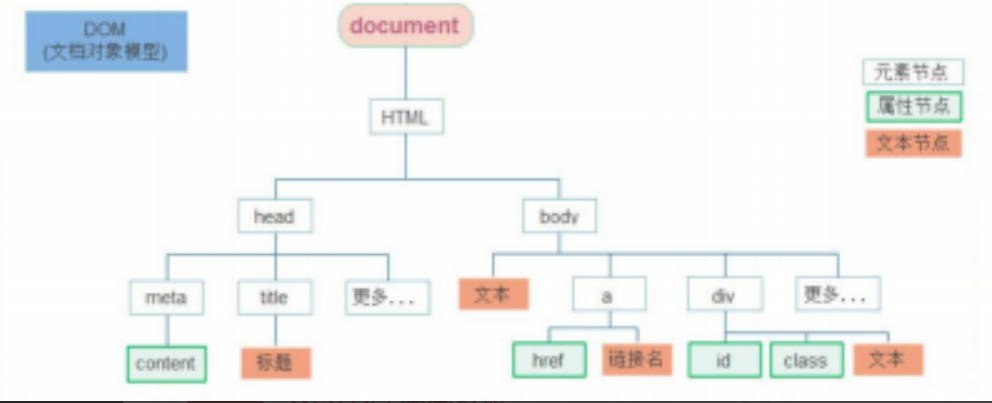 DOM
(文档对象模型)
document
元素节点
属性节点
文本节点
HTML
head
body
meta
title
更多...
文本
a
div
更多...
content
标题
href
链接名
id
class
文本